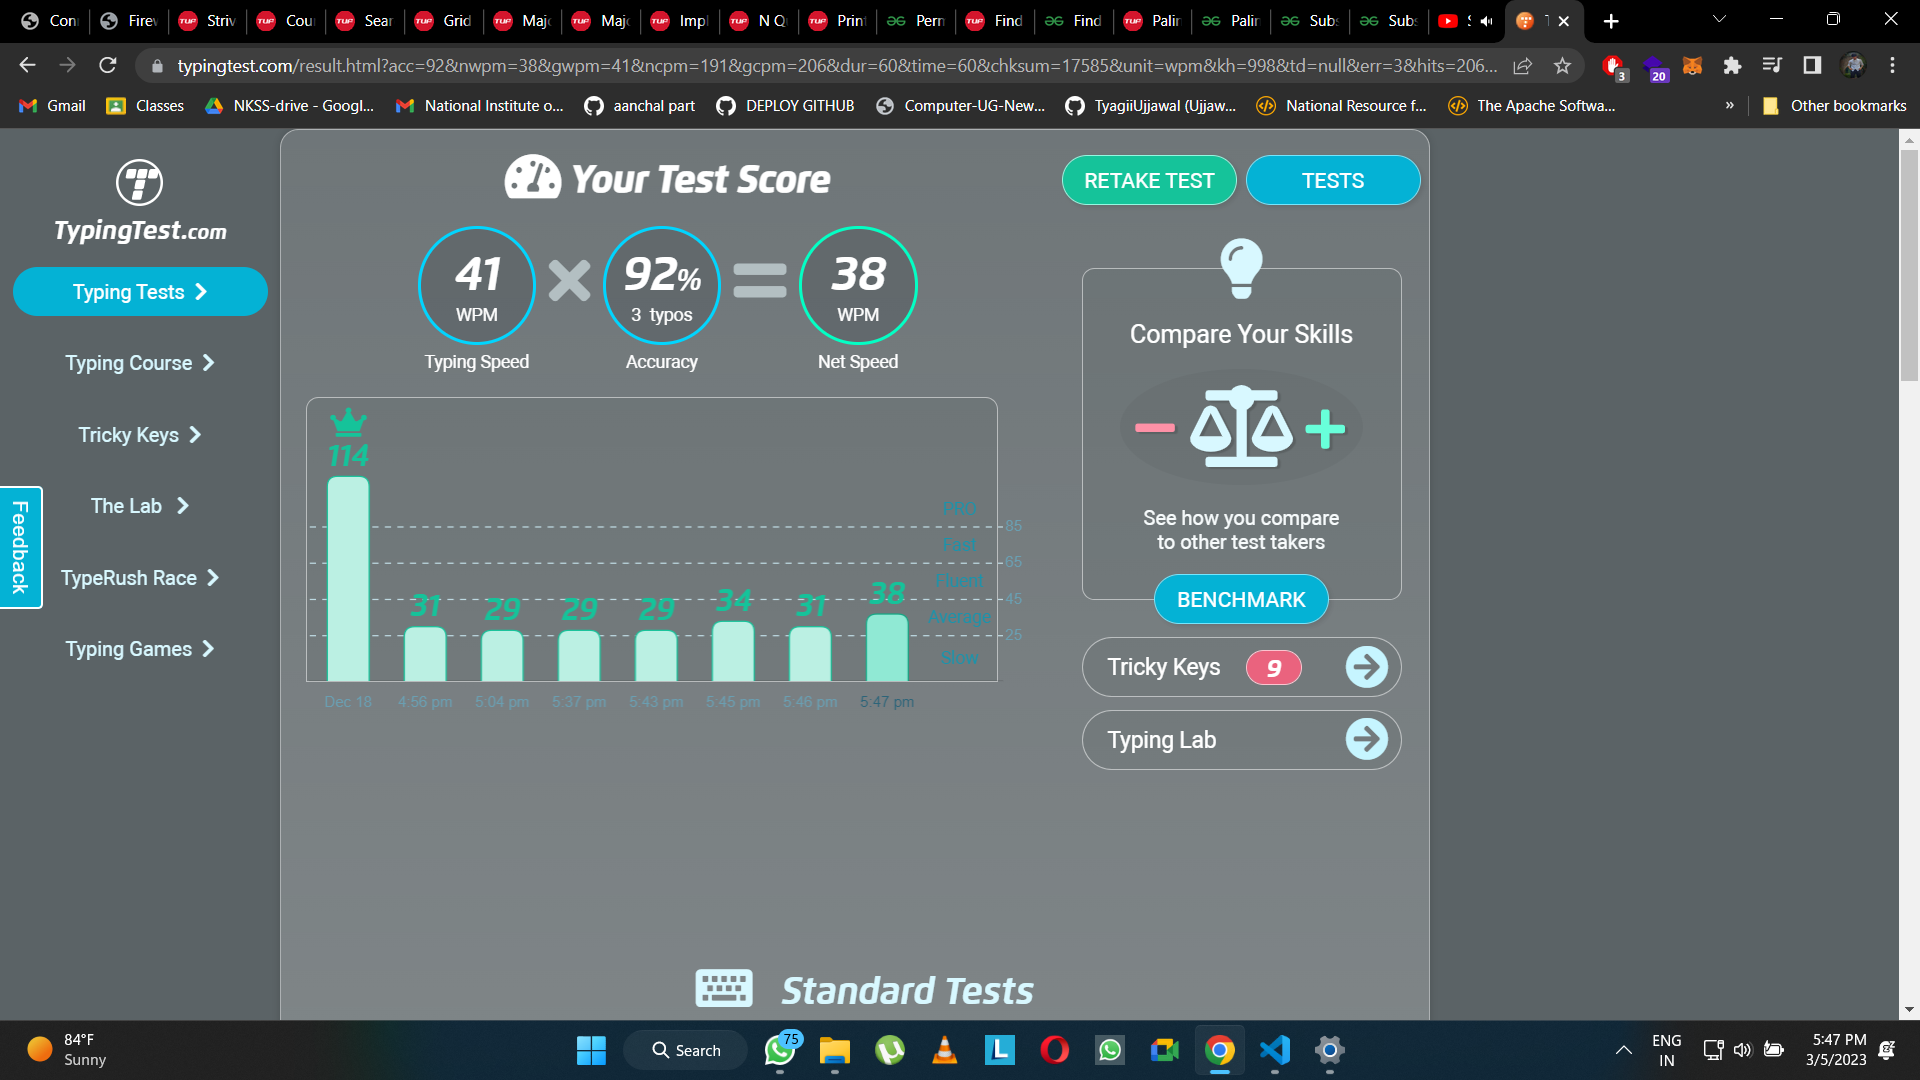 Con
Firew
Striv
Cou
Sear
Grid
Majo
Majo
Impl
N Q
Print
Perm
Find
Find
Palin
Palin
Subs
Subs
typingtest.com/result.html?acc=92&nwpm=38&gwpm=41&ncpm=191&gcpm=206&dur=60&time=60&chksum=17585&unit=wpm&kh=998&td=null&err=3&hits=206...
3
20
Gmail
Classes
NKSS-drive - Googl...
National Institute o...
aanchal part
DEPLOY GITHUB
Computer-UG-New...
TyagiiUjjawal (Ujjaw...
National Resource f...
The Apache Softwa...
»
Other bookmarks
TypingTest.com
Typing Tests
Typing Course
Tricky Keys
The Lab
TypeRush Race
Typing Games
Feedback
Your Test Score
RETAKE TEST
TESTS
41
WPM
Typing Speed
92%
3 typos
Accuracy
38
WPM
Net Speed
114
31
29
29
29
34
31
38
PRO
85
Fast
65
Fluent
45
Average
25
Slow
Dec 18
4:56 pm
5:04 pm
5:37 pm
5:43 pm
5:45 pm
5:46 pm
5:47 pm
Compare Your Skills
See how you compare
to other test takers
BENCHMARK
Tricky Keys 9
Typing Lab
Standard Tests
84°F
Sunny
Search
75
ENG
IN
5:47 PM
3/5/2023